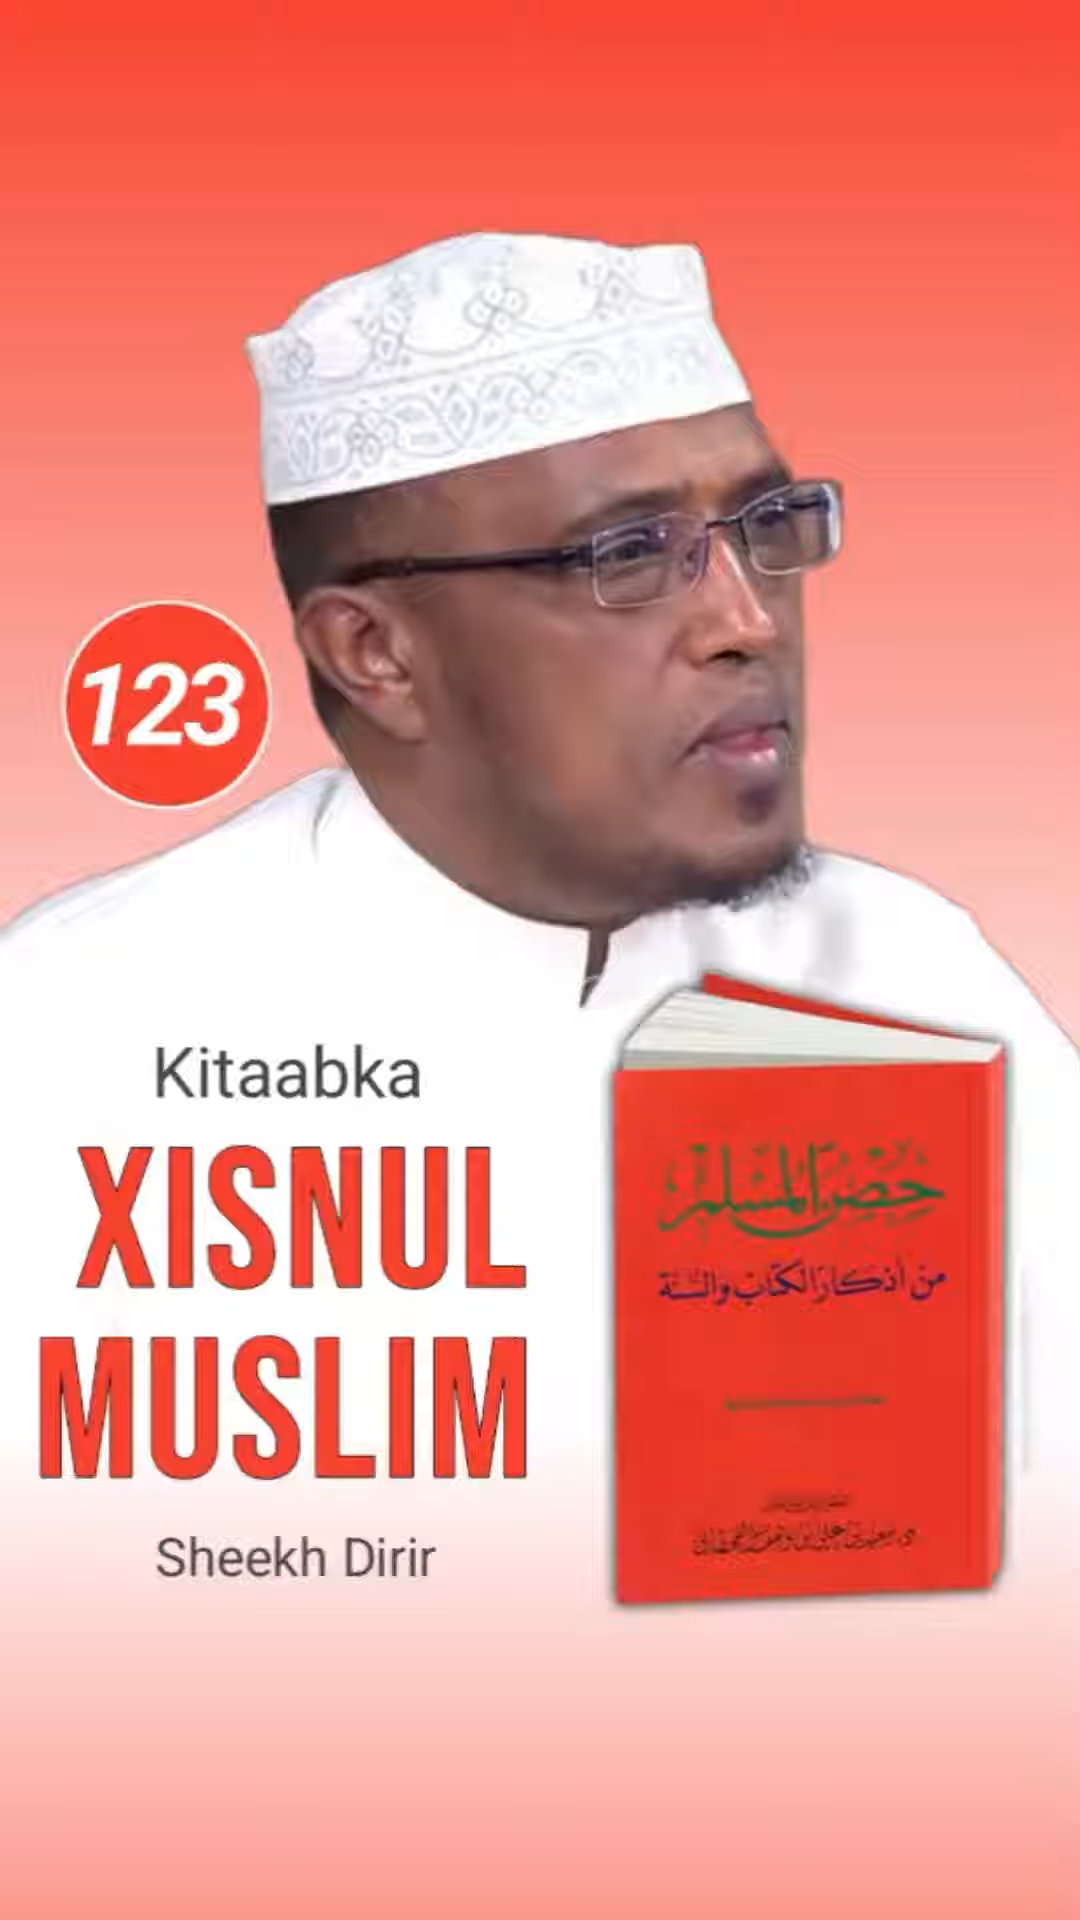 123
Kitaabka
XISNUL
MUSLIM
Sheekh Dirir
حصن المسلم
من أذكار الكتاب والسنة